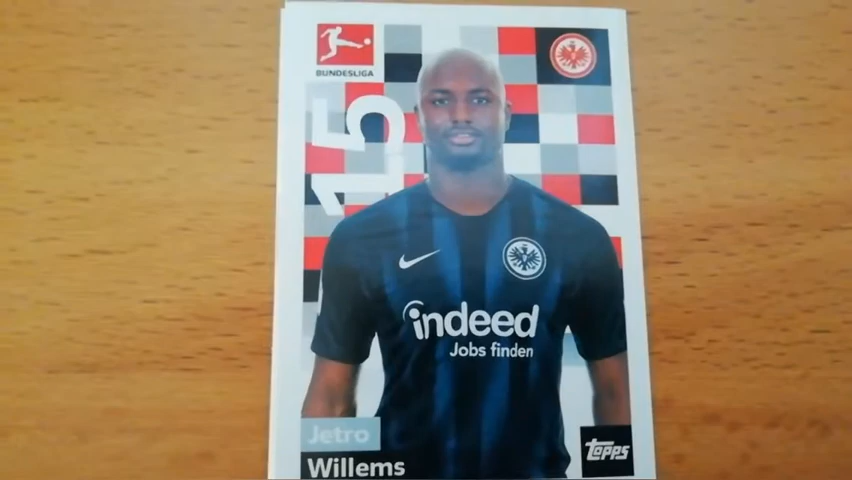 BUNDESLIGA
15
indeed
Jobs finden
Jetro
Willems
topps